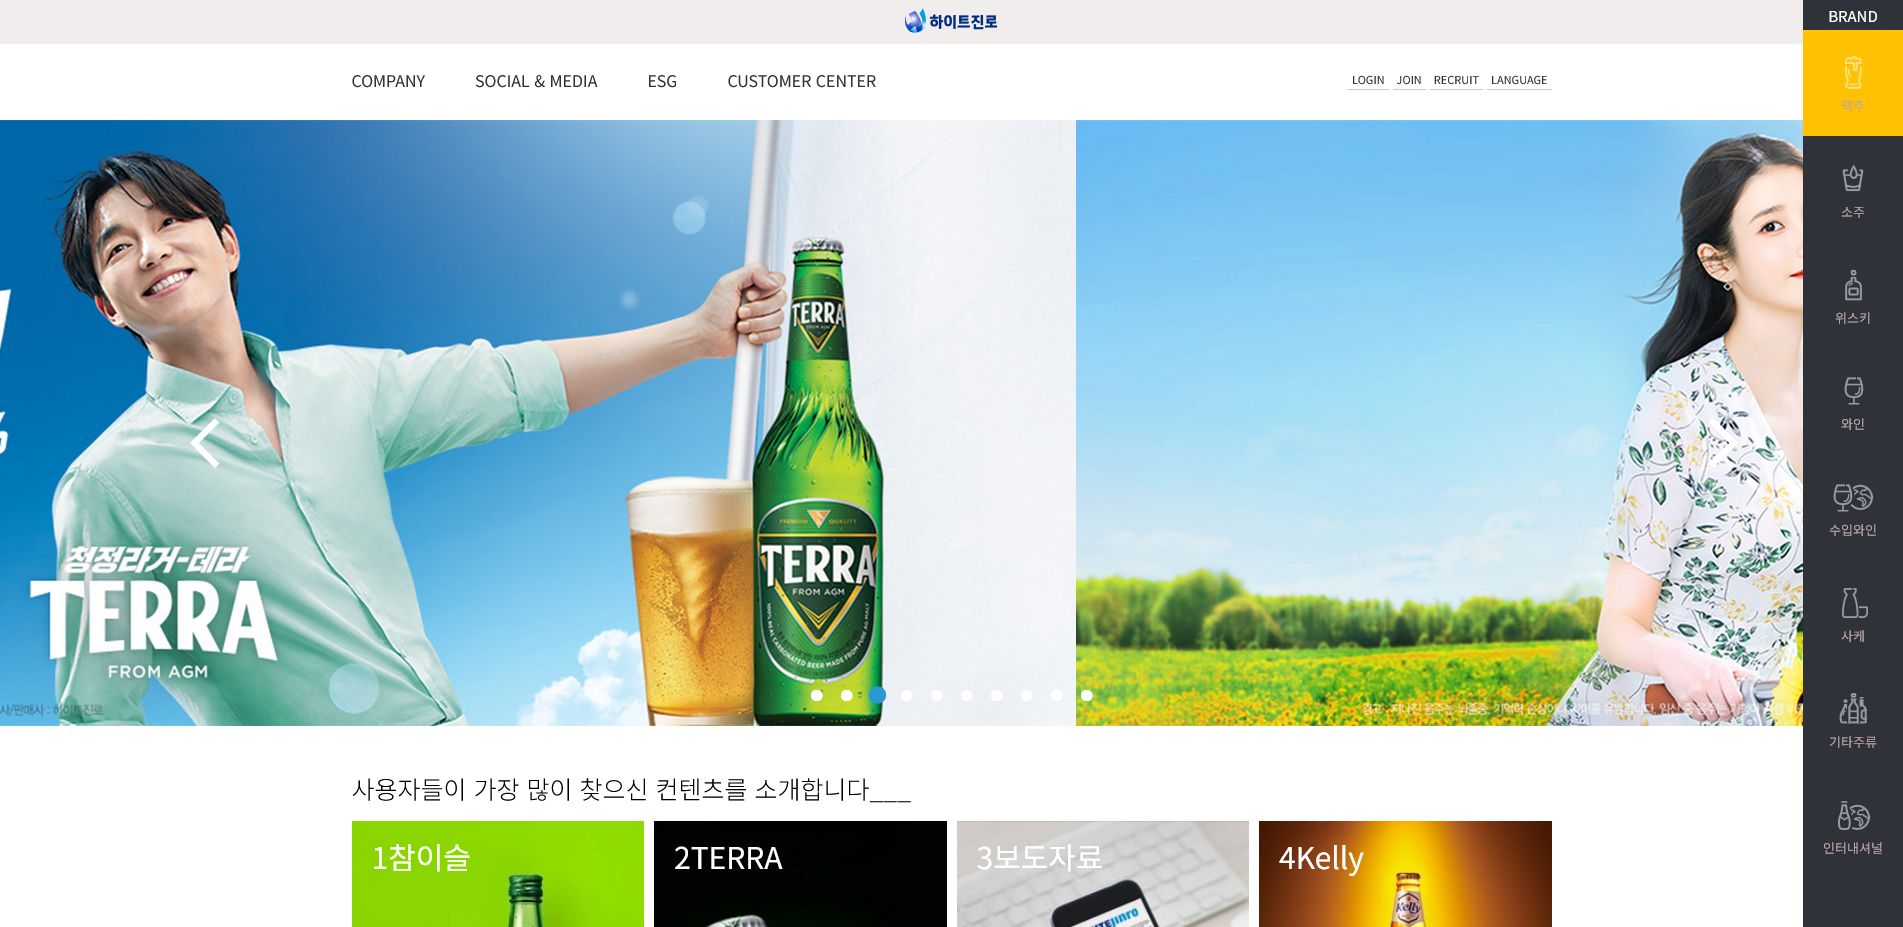 하이트진로
BRAND
COMPANY
SOCIAL & MEDIA
ESG
CUSTOMER CENTER
LOGIN
JOIN
RECRUIT
LANGUAGE
맥주
소주
위스키
와인
수입와인
사케
기타주류
인터내셔널
%
TERRA
FROM AGM
PREMIUM QUALITY
TERRA
FROM AGM
청정라거-테라
TERRA
FROM AGM
사/판매사 : 하이트진로
사용자들이 가장 많이 찾으신 컨텐츠를 소개합니다___
1참이슬
2TERRA
3보도자료
4Kelly
Kelly